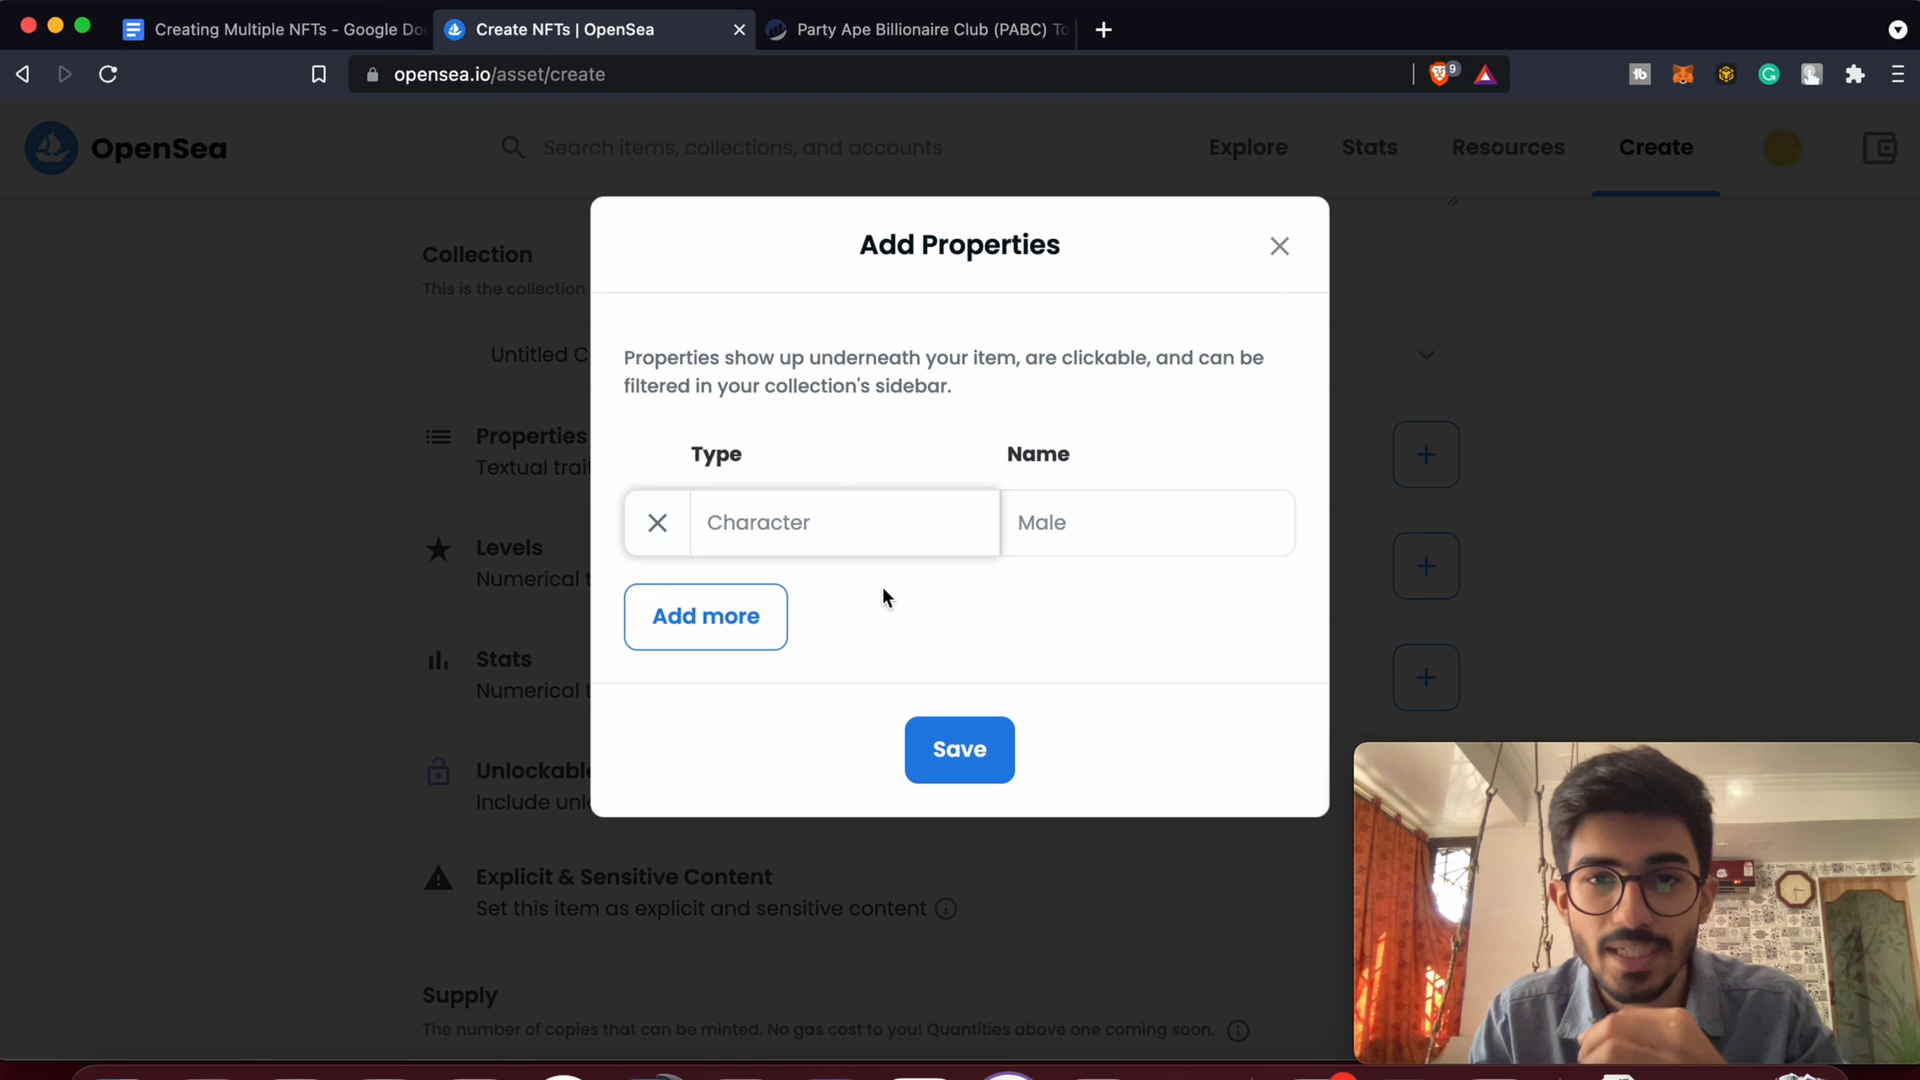 Creating Multiple NFTs - Google Do
Create NFTs | OpenSea
Party Ape Billionaire Club (PABC) To
opensea.io/asset/create
9
tb
G
OpenSea
Search items, collections, and accounts
Explore
Stats
Resources
Create
Add Properties
Collection
This is the collection
Untitled C
Properties show up underneath your item, are clickable, and can be
filtered in your collection's sidebar.
Properties
Textual trai
Type
Name
Character
Male
Levels
Numerical t
Add more
Stats
Numerical t
Save
Unlockable
Include unlo
Explicit & Sensitive Content
Set this item as explicit and sensitive content
Supply
The number of copies that can be minted. No gas cost to you! Quantities above one coming soon.